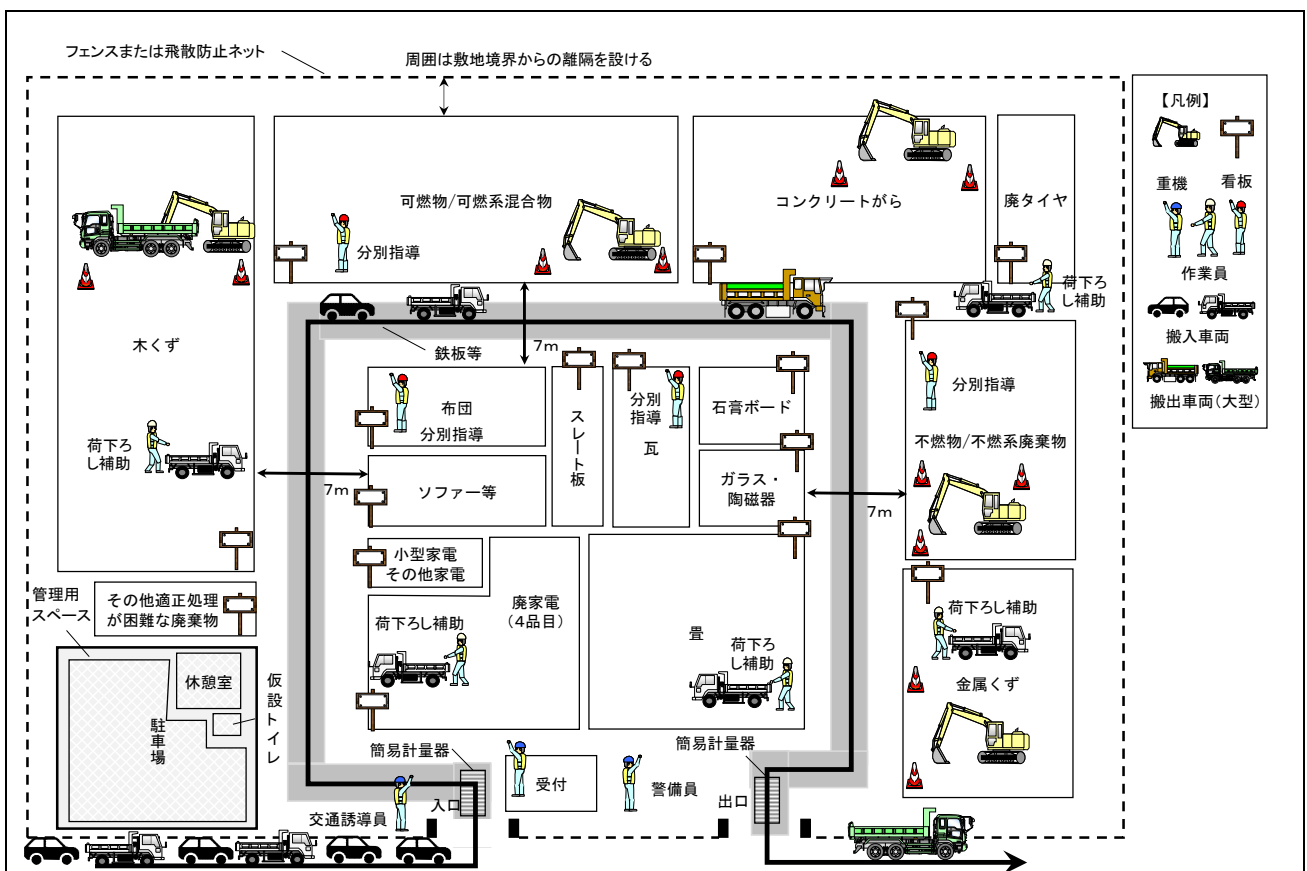 フェンスまたは飛散防止ネット
周囲は敷地境界からの離隔を設ける
【凡例】
重機
看板
作業員
搬入車両
搬出車両(大型)
可燃物/可燃系混合物
分別指導
コンクリートがら
廃タイヤ
荷下ろ
し補助
木くず
鉄板等
7m
布団
分別指導
スレート板
分別
指導
瓦
石膏ボード
分別指導
不燃物/不燃系廃棄物
荷下ろ
し補助
7m
ソファー等
ガラス・
陶磁器
7m
小型家電
その他家電
廃家電
(4品目)
荷下ろし補助
畳
荷下ろ
し補助
荷下ろし補助
金属くず
管理用
スペース
その他適正処理
が困難な廃棄物
休憩室
仮設トイレ
駐車場
簡易計量器
簡易計量器
入口
受付
警備員
出口
交通誘導員